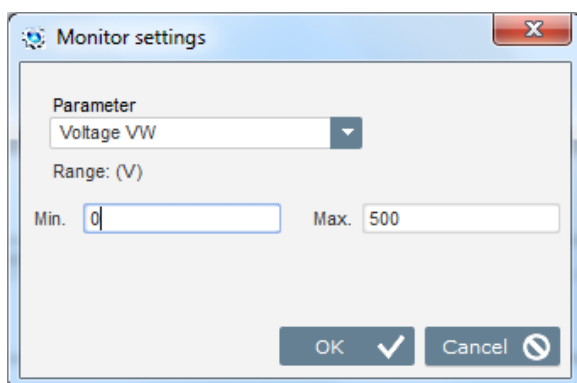 Monitor settings
Parameter
Voltage VW
Range: (V)
Min. 0 Max. 500
OK Cancel